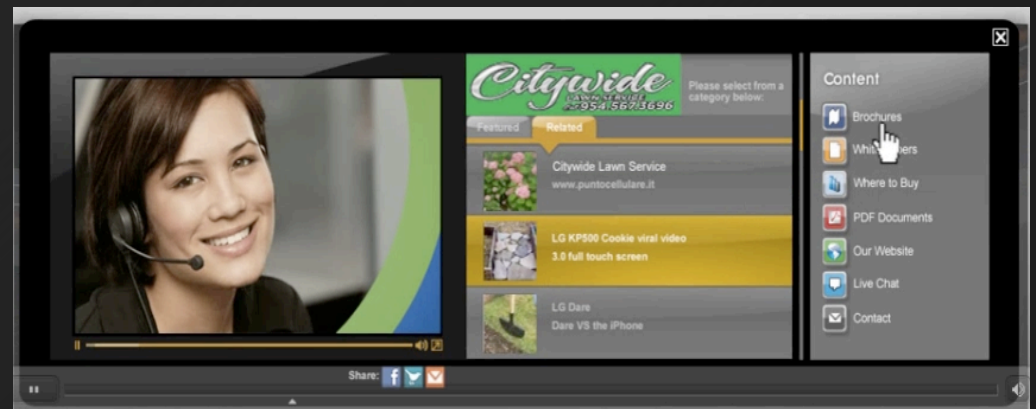 Citywide
LAWN SERVICE
954.567.3696
Please select from a
category below:
Featured
Related
Citywide Lawn Service
www.puntocellulare.it
LG KP500 Cookie viral video
3.0 full touch screen
LG Dare
Dare VS the iPhone
Share:
Content
Brochures
Where to Buy
PDF Documents
Our Website
Live Chat
Contact